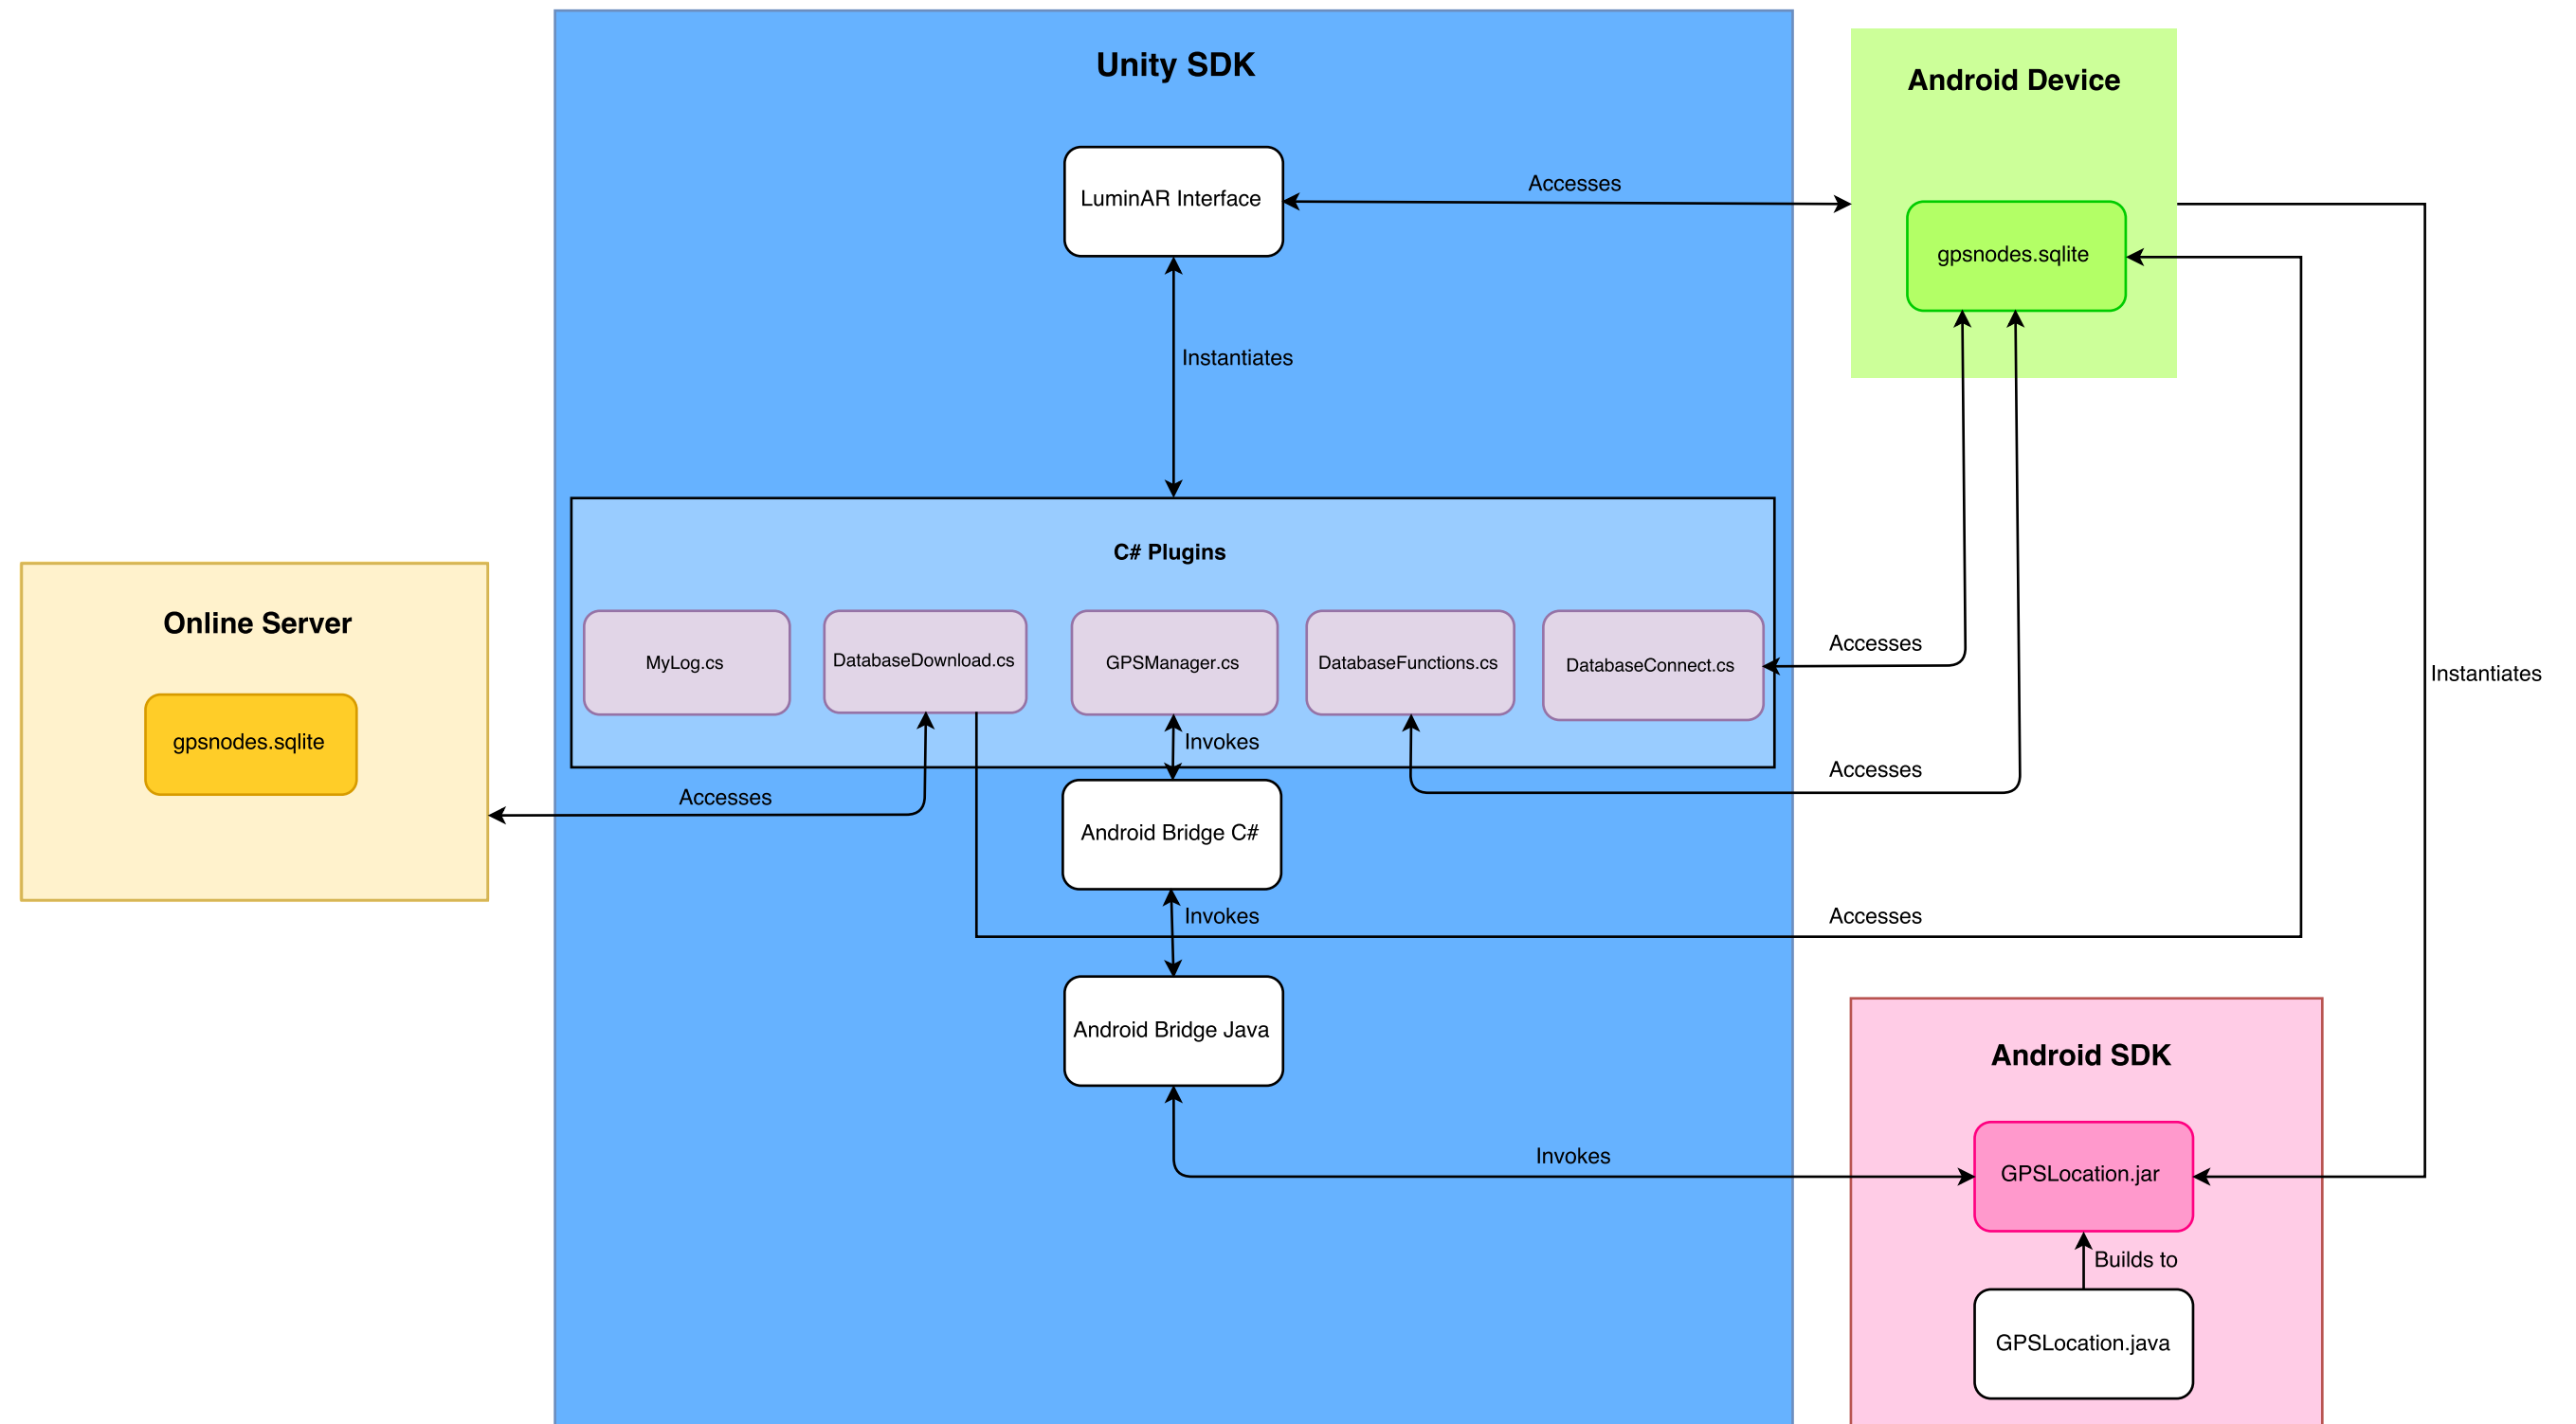 Unity SDK
Android Device
LuminAR Interface
Accesses
gpsnodes.sqlite
Instantiates
C# Plugins
Online Server
MyLog.cs
DatabaseDownload.cs
GPSManager.cs
DatabaseFunctions.cs
DatabaseConnect.cs
Accesses
Instantiates
gpsnodes.sqlite
Invokes
Accesses
Accesses
Android Bridge C#
Invokes
Accesses
Android Bridge Java
Android SDK
Invokes
GPSLocation.jar
Builds to
GPSLocation.java